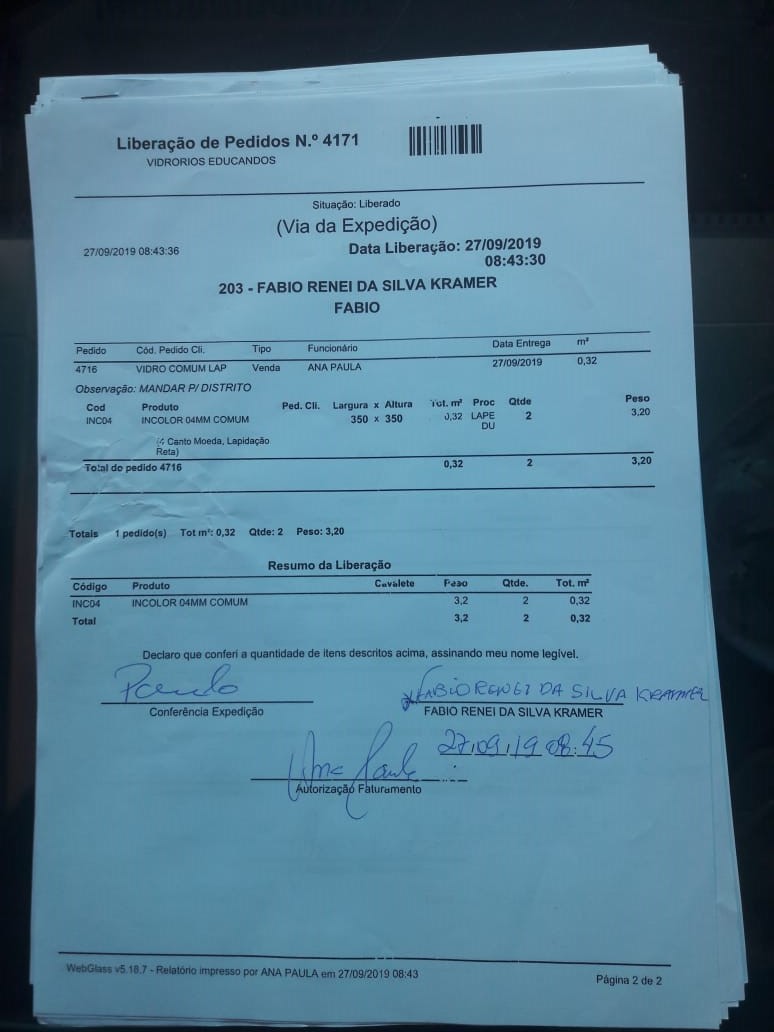 Liberação de Pedidos N.º 4171
VIDRORIOS EDUCANDOS
Situação: Liberado
(Via da Expedição)
27/09/2019 08:43:36
Data Liberação: 27/09/2019
08:43:30
203 - FABIO RENEI DA SILVA KRAMER
FABIO
Pedido Cód. Pedido Cli. Tipo Funcionário Data Entrega m²
4716 VIDRO COMUM LAP Venda ANA PAULA 27/09/2019 0,32
Observação: MANDAR P/ DISTRITO
Cod Produto Ped. Cli. Largura x Altura Tot. m² Proc Qtde Peso
INC04 INCOLOR 04MM COMUM 350 x 350 0,32 LAPE 2 3,20
DU
(4 Canto Moeda, Lapidação
Reta)
Total do pedido 4716 0,32 2 3,20
Totais 1 pedido(s) Tot m²: 0,32 Qtde: 2 Peso: 3,20
Resumo da Liberação
Código Produto Cavalete Peso Qtde. Tot. m²
INC04 INCOLOR 04MM COMUM 3,2 2 0,32
Total 3,2 2 0,32
Declaro que conferi a quantidade de itens descritos acima, assinando meu nome legível.
FABIO RENEI DA SILVA KRAMER
Conferência Expedição FABIO RENEI DA SILVA KRAMER
27/09/19 08:45
Ana Paula
Autorização Faturamento
WebGlass v5.18.7 - Relatório impresso por ANA PAULA em 27/09/2019 08:43
Página 2 de 2